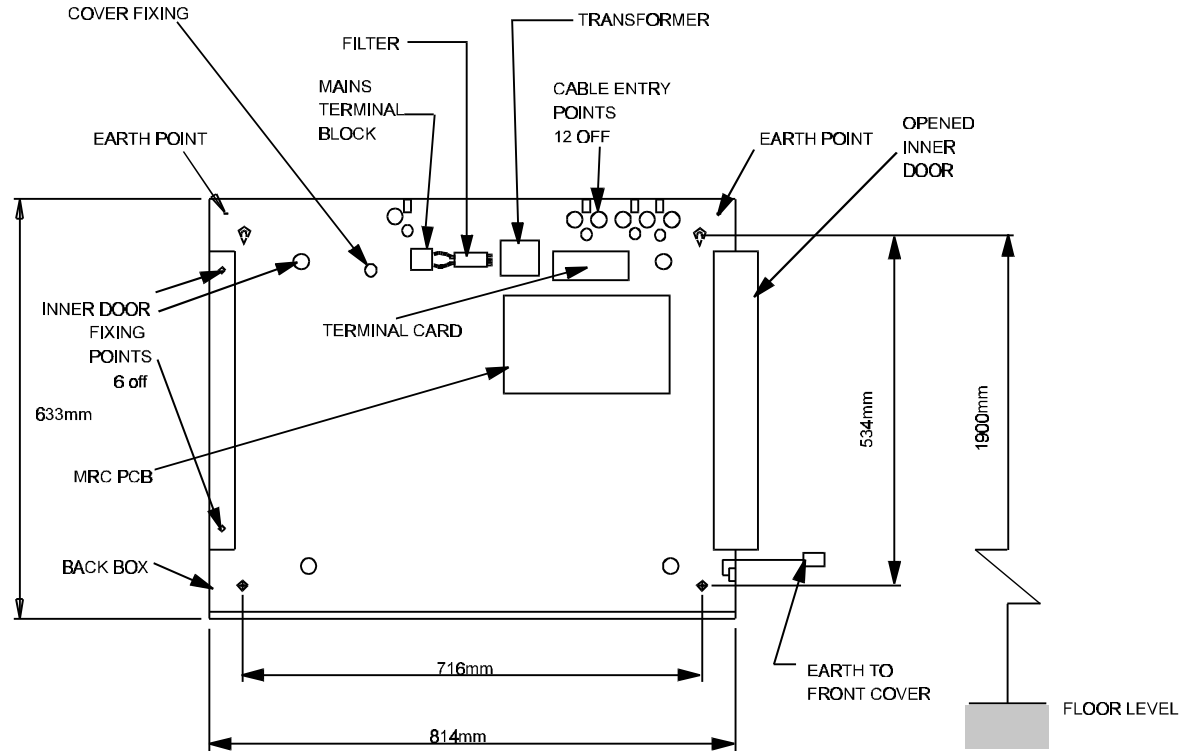 COVER FIXING
TRANSFORMER
FILTER
MAINS
TERMINAL
BLOCK
CABLE ENTRY
POINTS
12 OFF
EARTH POINT
EARTH POINT
OPENED
INNER
DOOR
INNER DOOR
FIXING
POINTS
6 off
TERMINAL CARD
633mm
534mm
1900mm
MRC PCB
BACK BOX
716mm
EARTH TO
FRONT COVER
FLOOR LEVEL
814mm